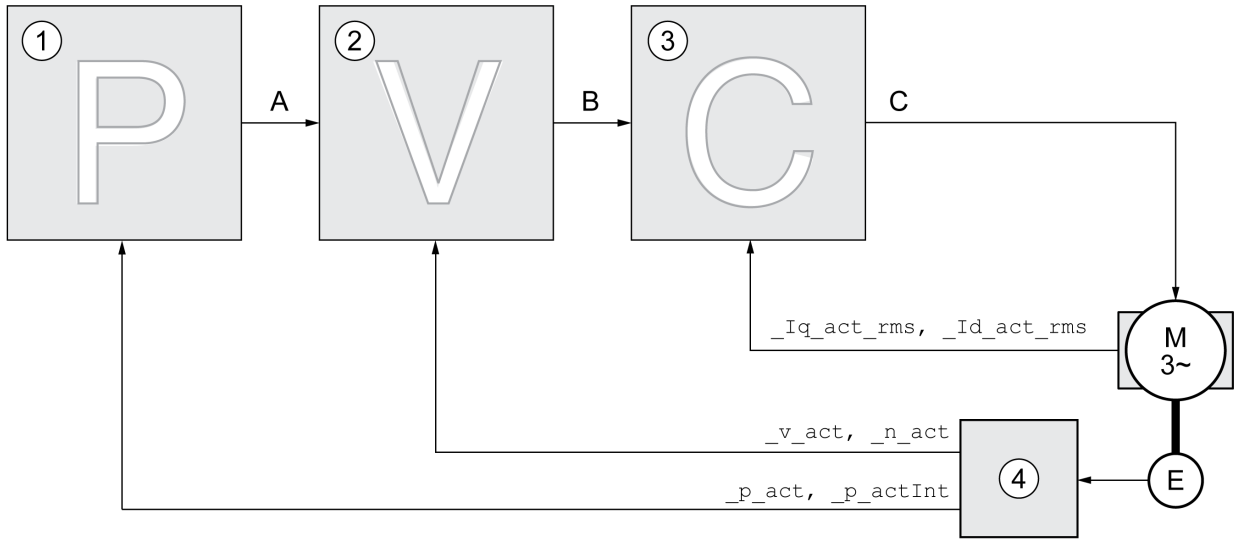 1 2 3
P A V B C C
_Iq_act_rms, _Id_act_rms
M
3~
_v_act, _n_act
_p_act, _p_actInt
4 E